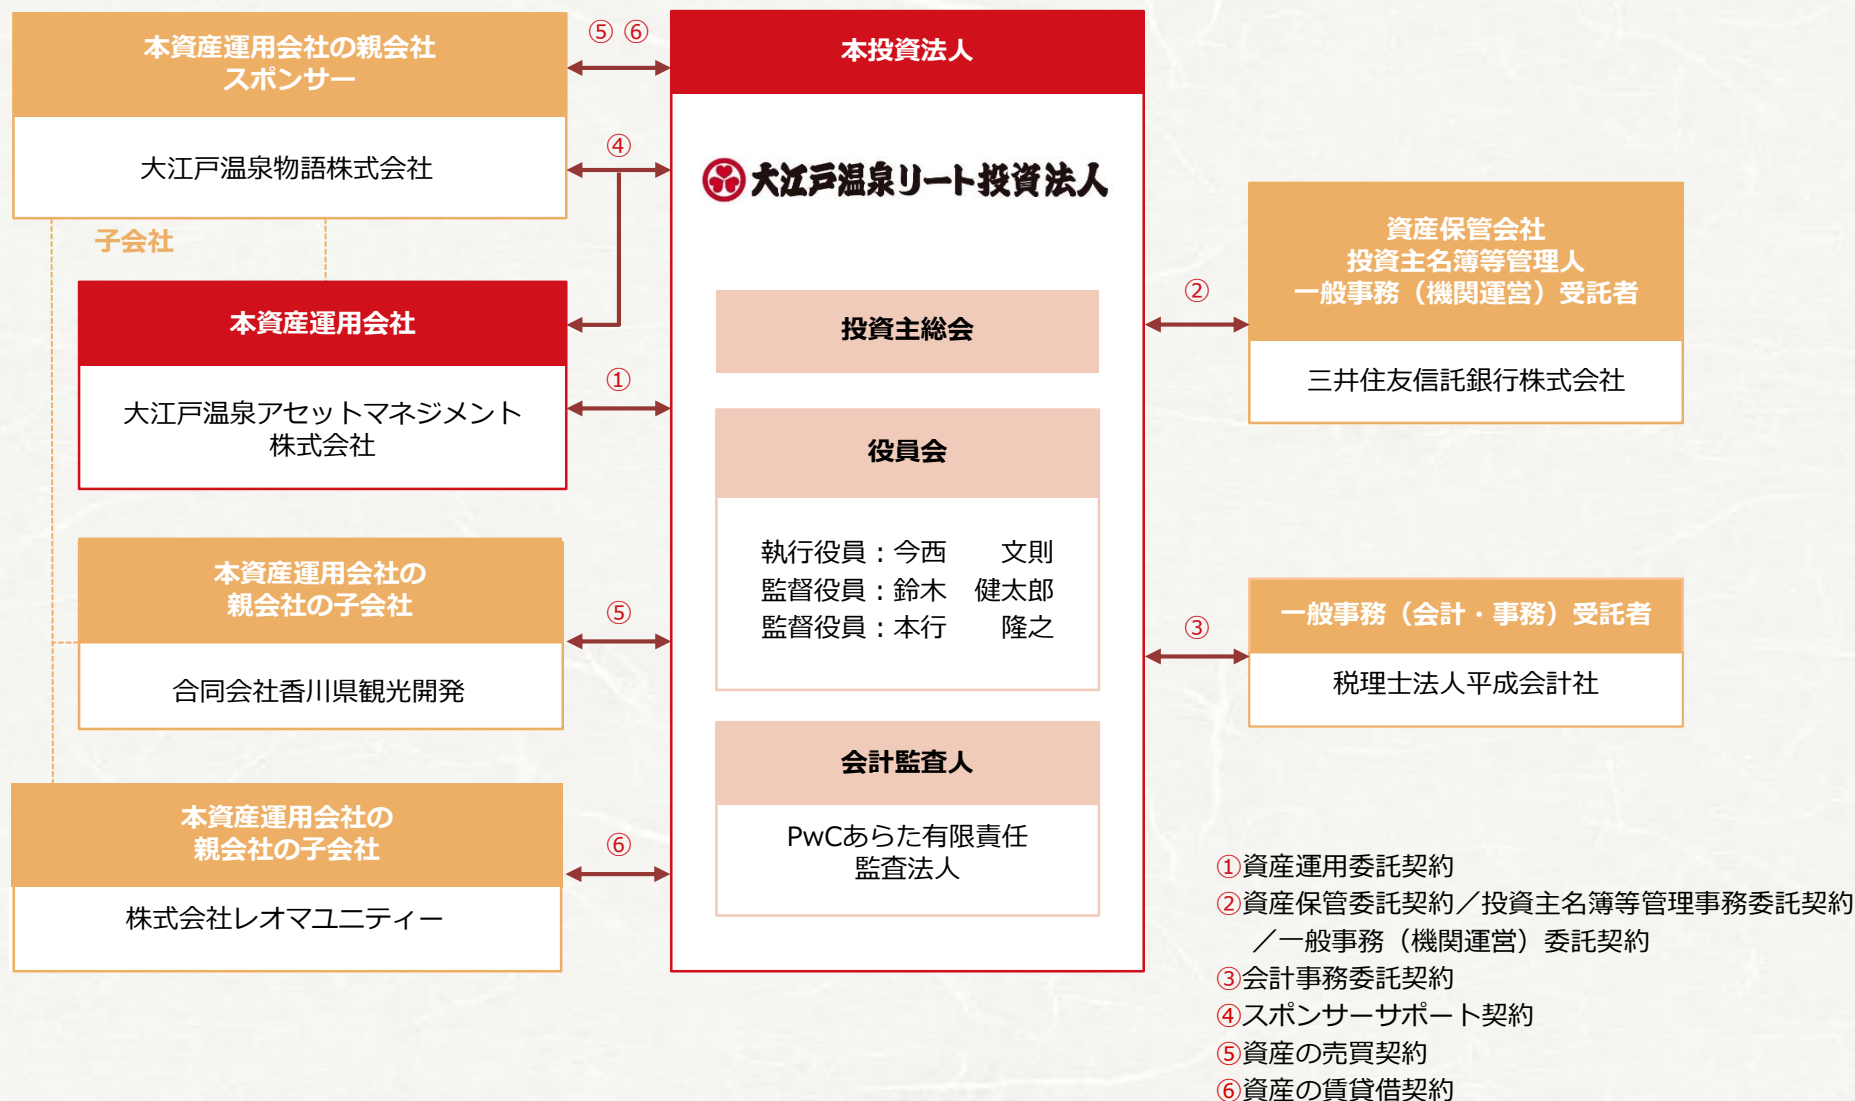 本資産運用会社の親会社
スポンサー
大江戸温泉物語株式会社
⑤ ⑥
④
子会社
本資産運用会社
大江戸温泉アセットマネジメント
株式会社
①
本資産運用会社の
親会社の子会社
合同会社香川県観光開発
⑤
本資産運用会社の
親会社の子会社
株式会社レオマユニティー
⑥
本投資法人
大江戸温泉リート投資法人
投資主総会
役員会
執行役員：今西　　文則
監督役員：鈴木　健太郎
監督役員：本行　　隆之
会計監査人
PwCあらた有限責任
監査法人
②
資産保管会社
投資主名簿等管理人
一般事務（機関運営）受託者
三井住友信託銀行株式会社
③
一般事務（会計・事務）受託者
税理士法人平成会計社
①資産運用委託契約
②資産保管委託契約／投資主名簿等管理事務委託契約
／一般事務（機関運営）委託契約
③会計事務委託契約
④スポンサーサポート契約
⑤資産の売買契約
⑥資産の賃貸借契約